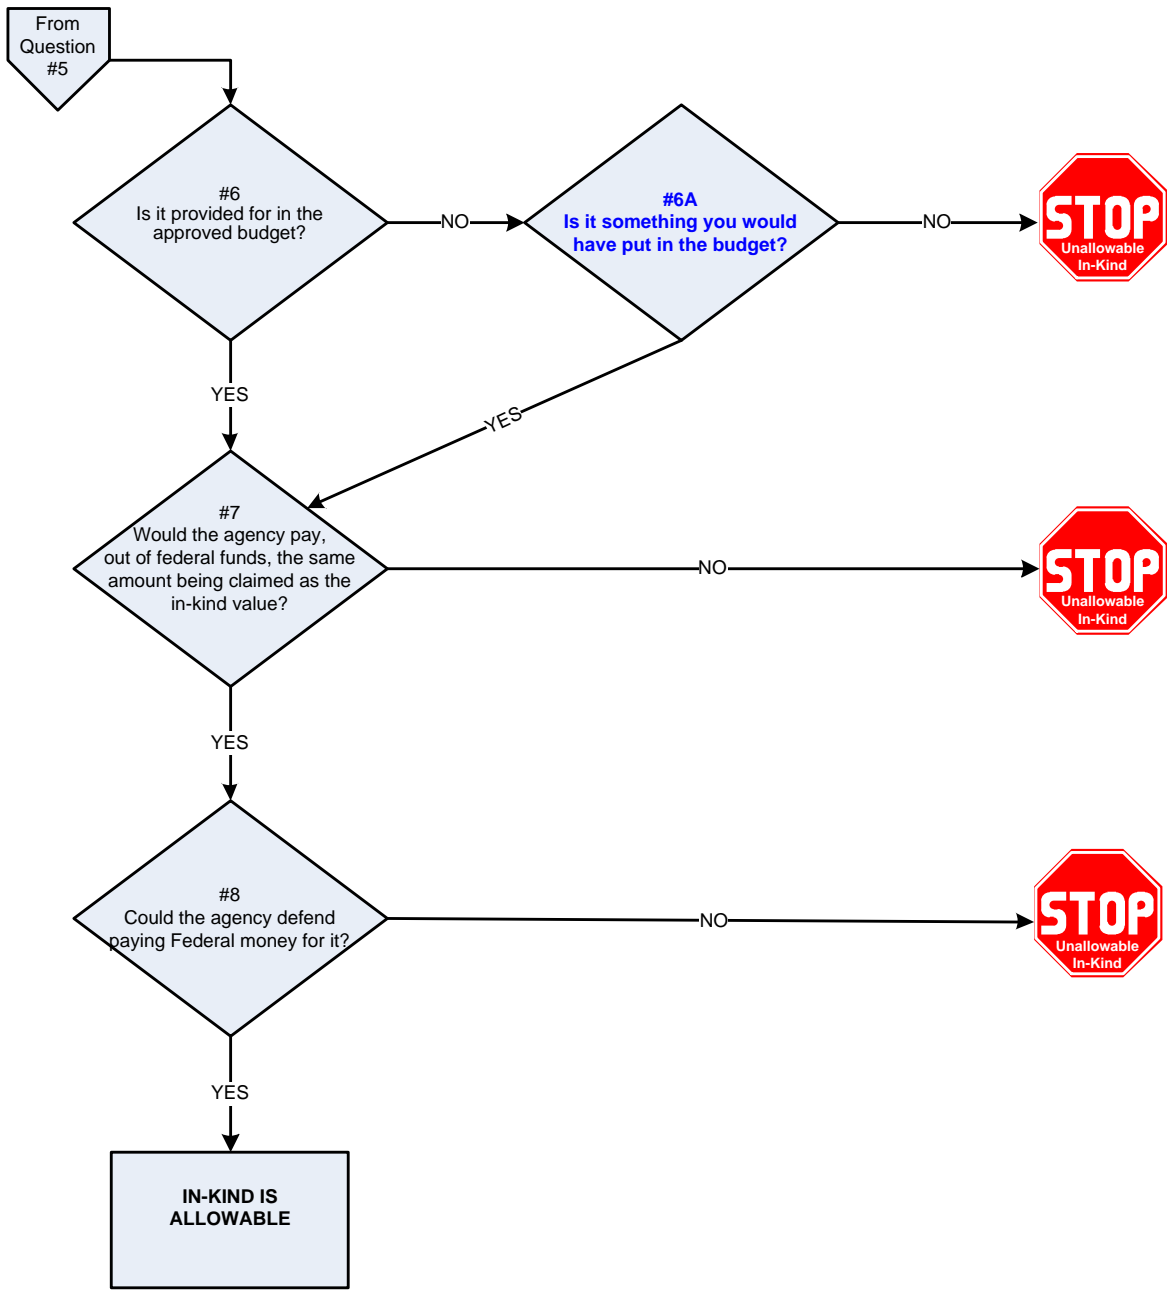 From
Question
#5
#6
Is it provided for in the
approved budget?
NO
#6A
Is it something you would
have put in the budget?
NO
STOP
Unallowable
In-Kind
YES
YES
#7
Would the agency pay,
out of federal funds, the same
amount being claimed as the
in-kind value?
NO
STOP
Unallowable
In-Kind
YES
#8
Could the agency defend
paying Federal money for it?
NO
STOP
Unallowable
In-Kind
YES
IN-KIND IS
ALLOWABLE